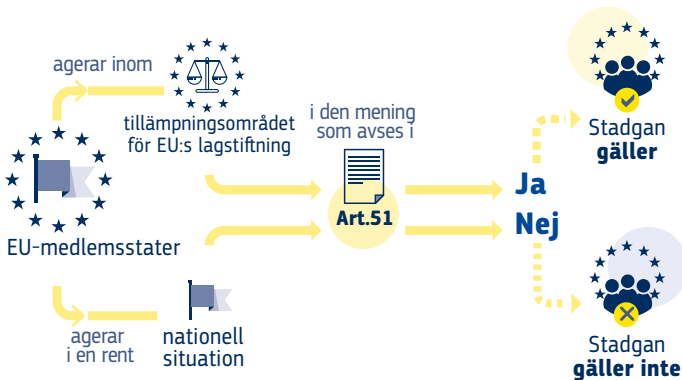 agerar inom
tillämpningsområdet
för EU:s lagstiftning
i den mening
som avses i
Art.51
EU-medlemsstater
agerar
i en rent
nationell
situation
Ja
Nej
Stadgan
gäller
Stadgan
gäller inte